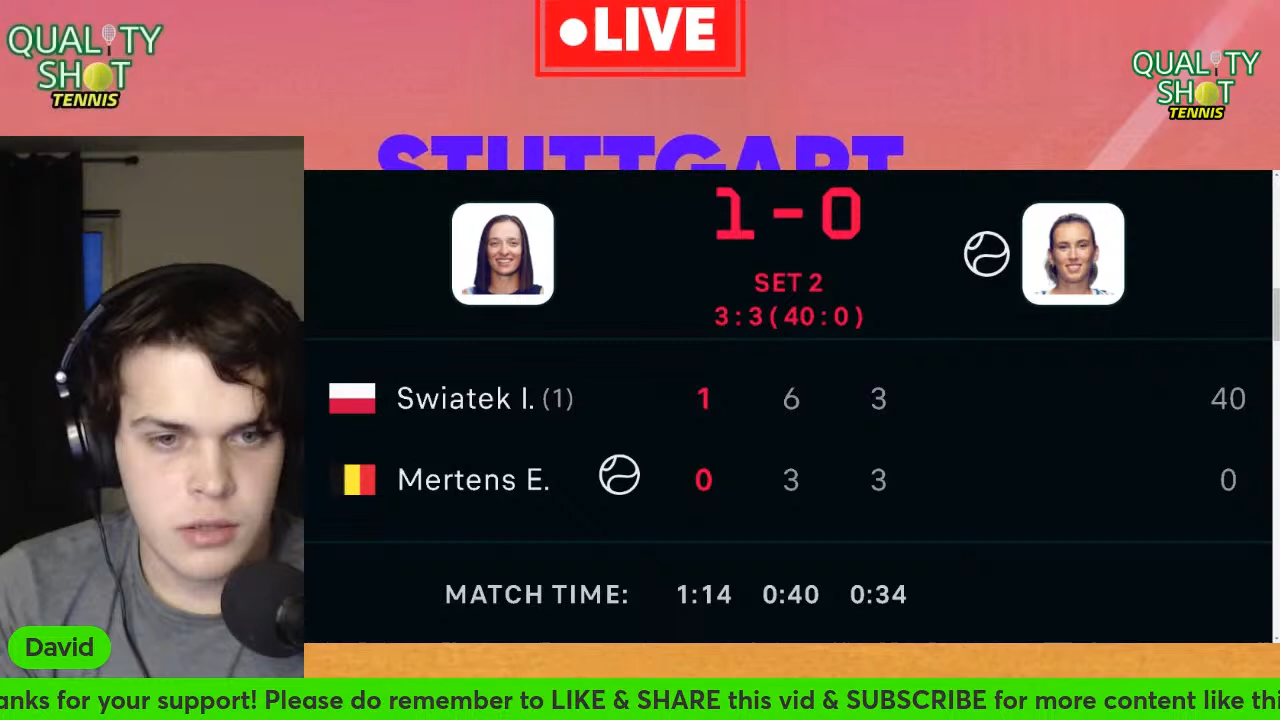 QUALITY
SHOT
TENNIS
LIVE
QUALITY
SHOT
TENNIS
STUTTGART
1-0
SET 2
3 : 3 ( 40 : 0 )
Swiatek I. (1) 1 6 3 40
Mertens E. 0 3 3 0
MATCH TIME: 1:14 0:40 0:34
David
anks for your support! Please do remember to LIKE & SHARE this vid & SUBSCRIBE for more content like thi